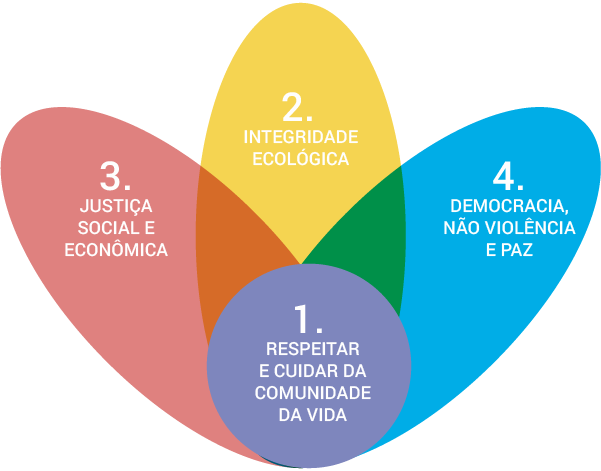 1.
RESPEITAR
E CUIDAR DA
COMUNIDADE
DA VIDA
2.
INTEGRIDADE
ECOLÓGICA
3.
JUSTIÇA
SOCIAL E
ECONÔMICA
4.
DEMOCRACIA,
NÃO VIOLÊNCIA
E PAZ